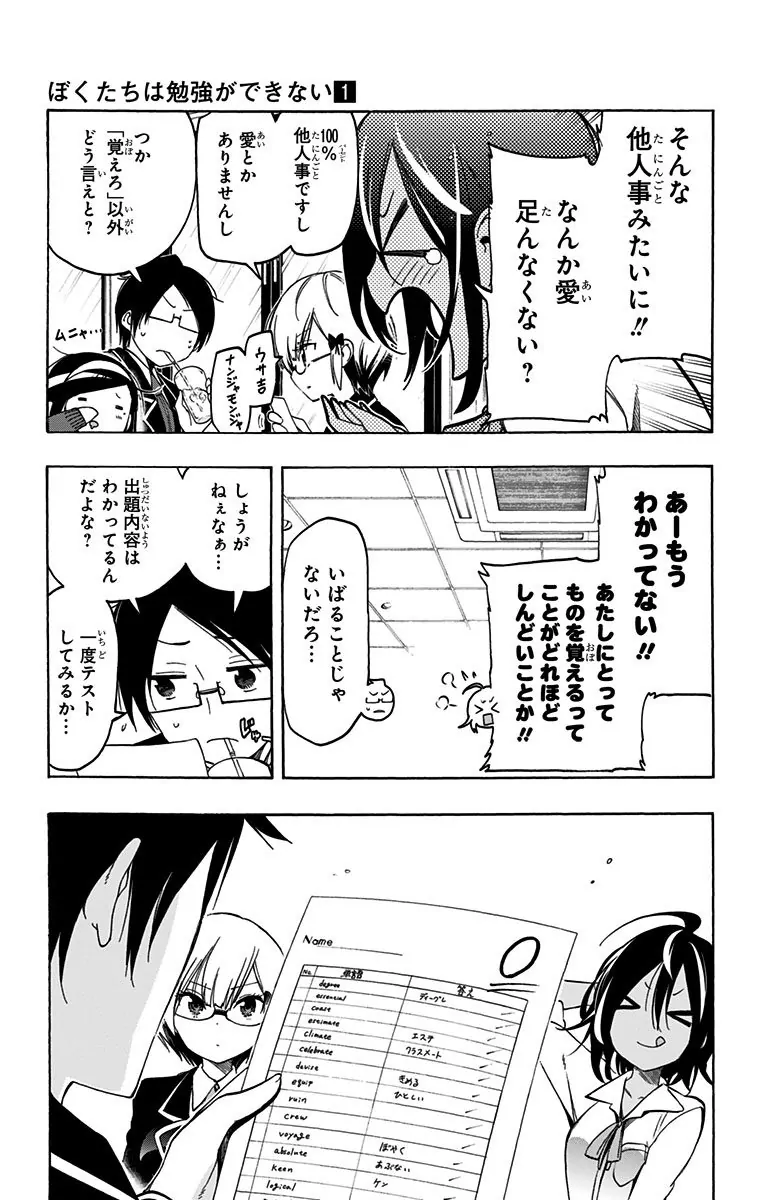 ぼくたちは勉強ができない1
そんな
他人事みたいに!!
なんか愛
足んなくない?
100%
他人事ですし
愛とか
ありませんし
つか
「覚えろ」以外
どう言えと?
ムニャ…
ウサ吉
ナンジャモンジャ
あーもう
わかってない!!
あたしにとって
ものを覚えるって
ことがどれほど
しんどいことか!!
いばることじゃ
ないだろ…
しょうが
ねぇなぁ…
出題内容は
わかってるん
だよな?
一度テスト
してみるか…
Name
No. 単語 答え
degree
essential ディーグレ
coast
estimate
climate エステ
celebrate クラスメート
devise
equip きめる
ruin ひとしい
crew
voyage
absolute ぼやく
keen あぶない
logical ケン